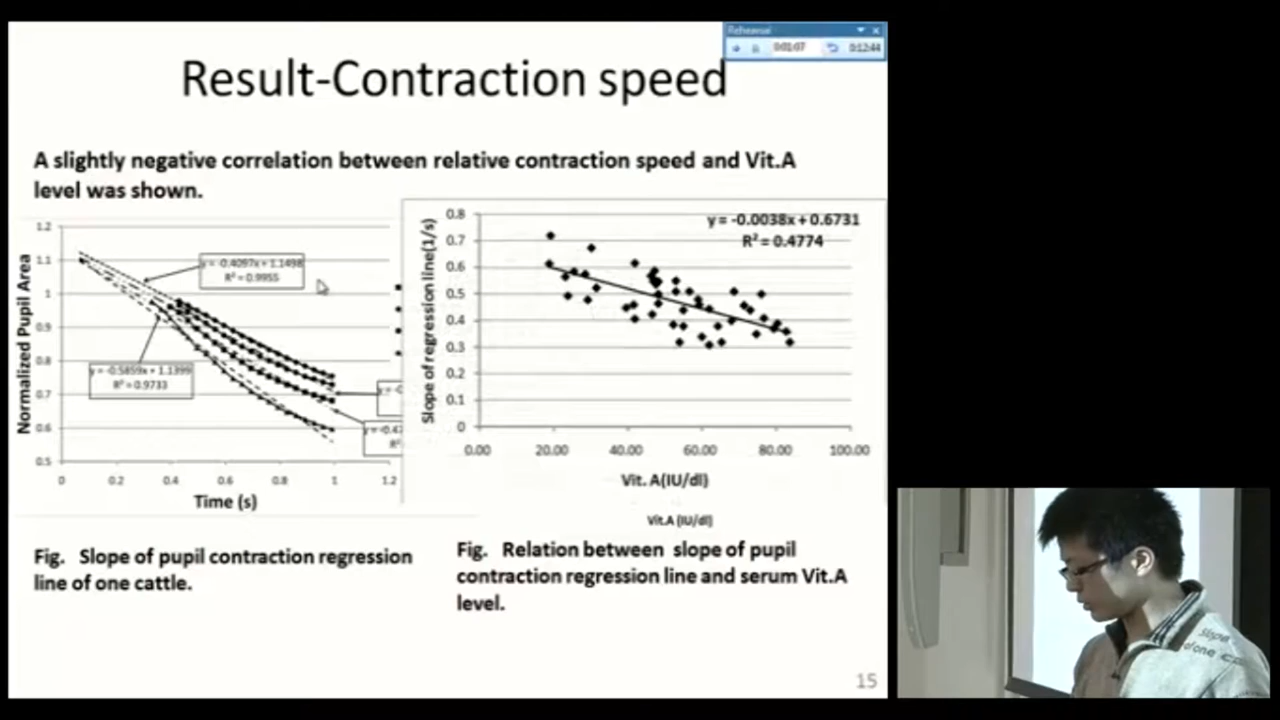 Rehearsal
0:01:07
0:12:44
Result-Contraction speed
A slightly negative correlation between relative contraction speed and Vit.A
level was shown.
1.2
1.1
1
0.9
0.8
0.7
0.6
0.5
Normalized Pupil Area
0
0.2
0.4
0.6
0.8
1
1.2
Time (s)
y = -0.4097x + 1.1498
R² = 0.9955
y = -0.5859x + 1.1399
R² = 0.9733
y = -0
y = -0.4
R²
0.8
0.7
0.6
0.5
0.4
0.3
0.2
0.1
0
Slope of regression line(1/s)
y = -0.0038x + 0.6731
R² = 0.4774
0.00
20.00
40.00
60.00
80.00
100.00
Vit. A(IU/dl)
Vit.A (IU/dl)
Fig. Slope of pupil contraction regression
line of one cattle.
Fig. Relation between slope of pupil
contraction regression line and serum Vit.A
level.
15
Slope
of one